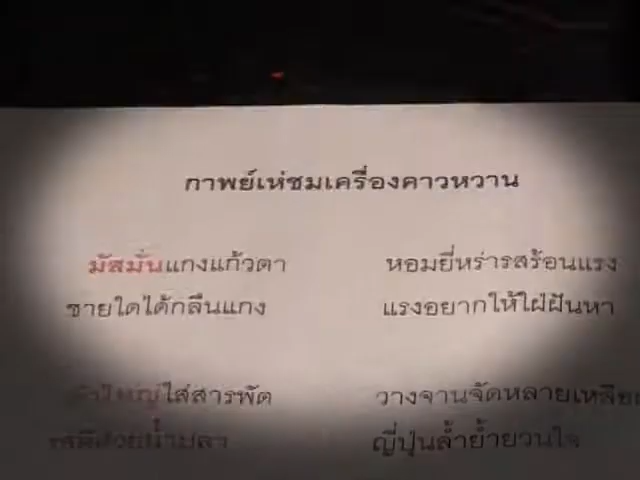 กาพย์เห่ชมเครื่องคาวหวาน
มัสมั่นแกงแก้วตา หอมยี่หร่ารสร้อนแรง
ชายใดได้กลืนแกง แรงอยากให้ใฝ่ฝันหา
ใส่สารพัด วางจานจัดหลายเหลือ
ญี่ปุ่นล้ำย้ำยวนใจ